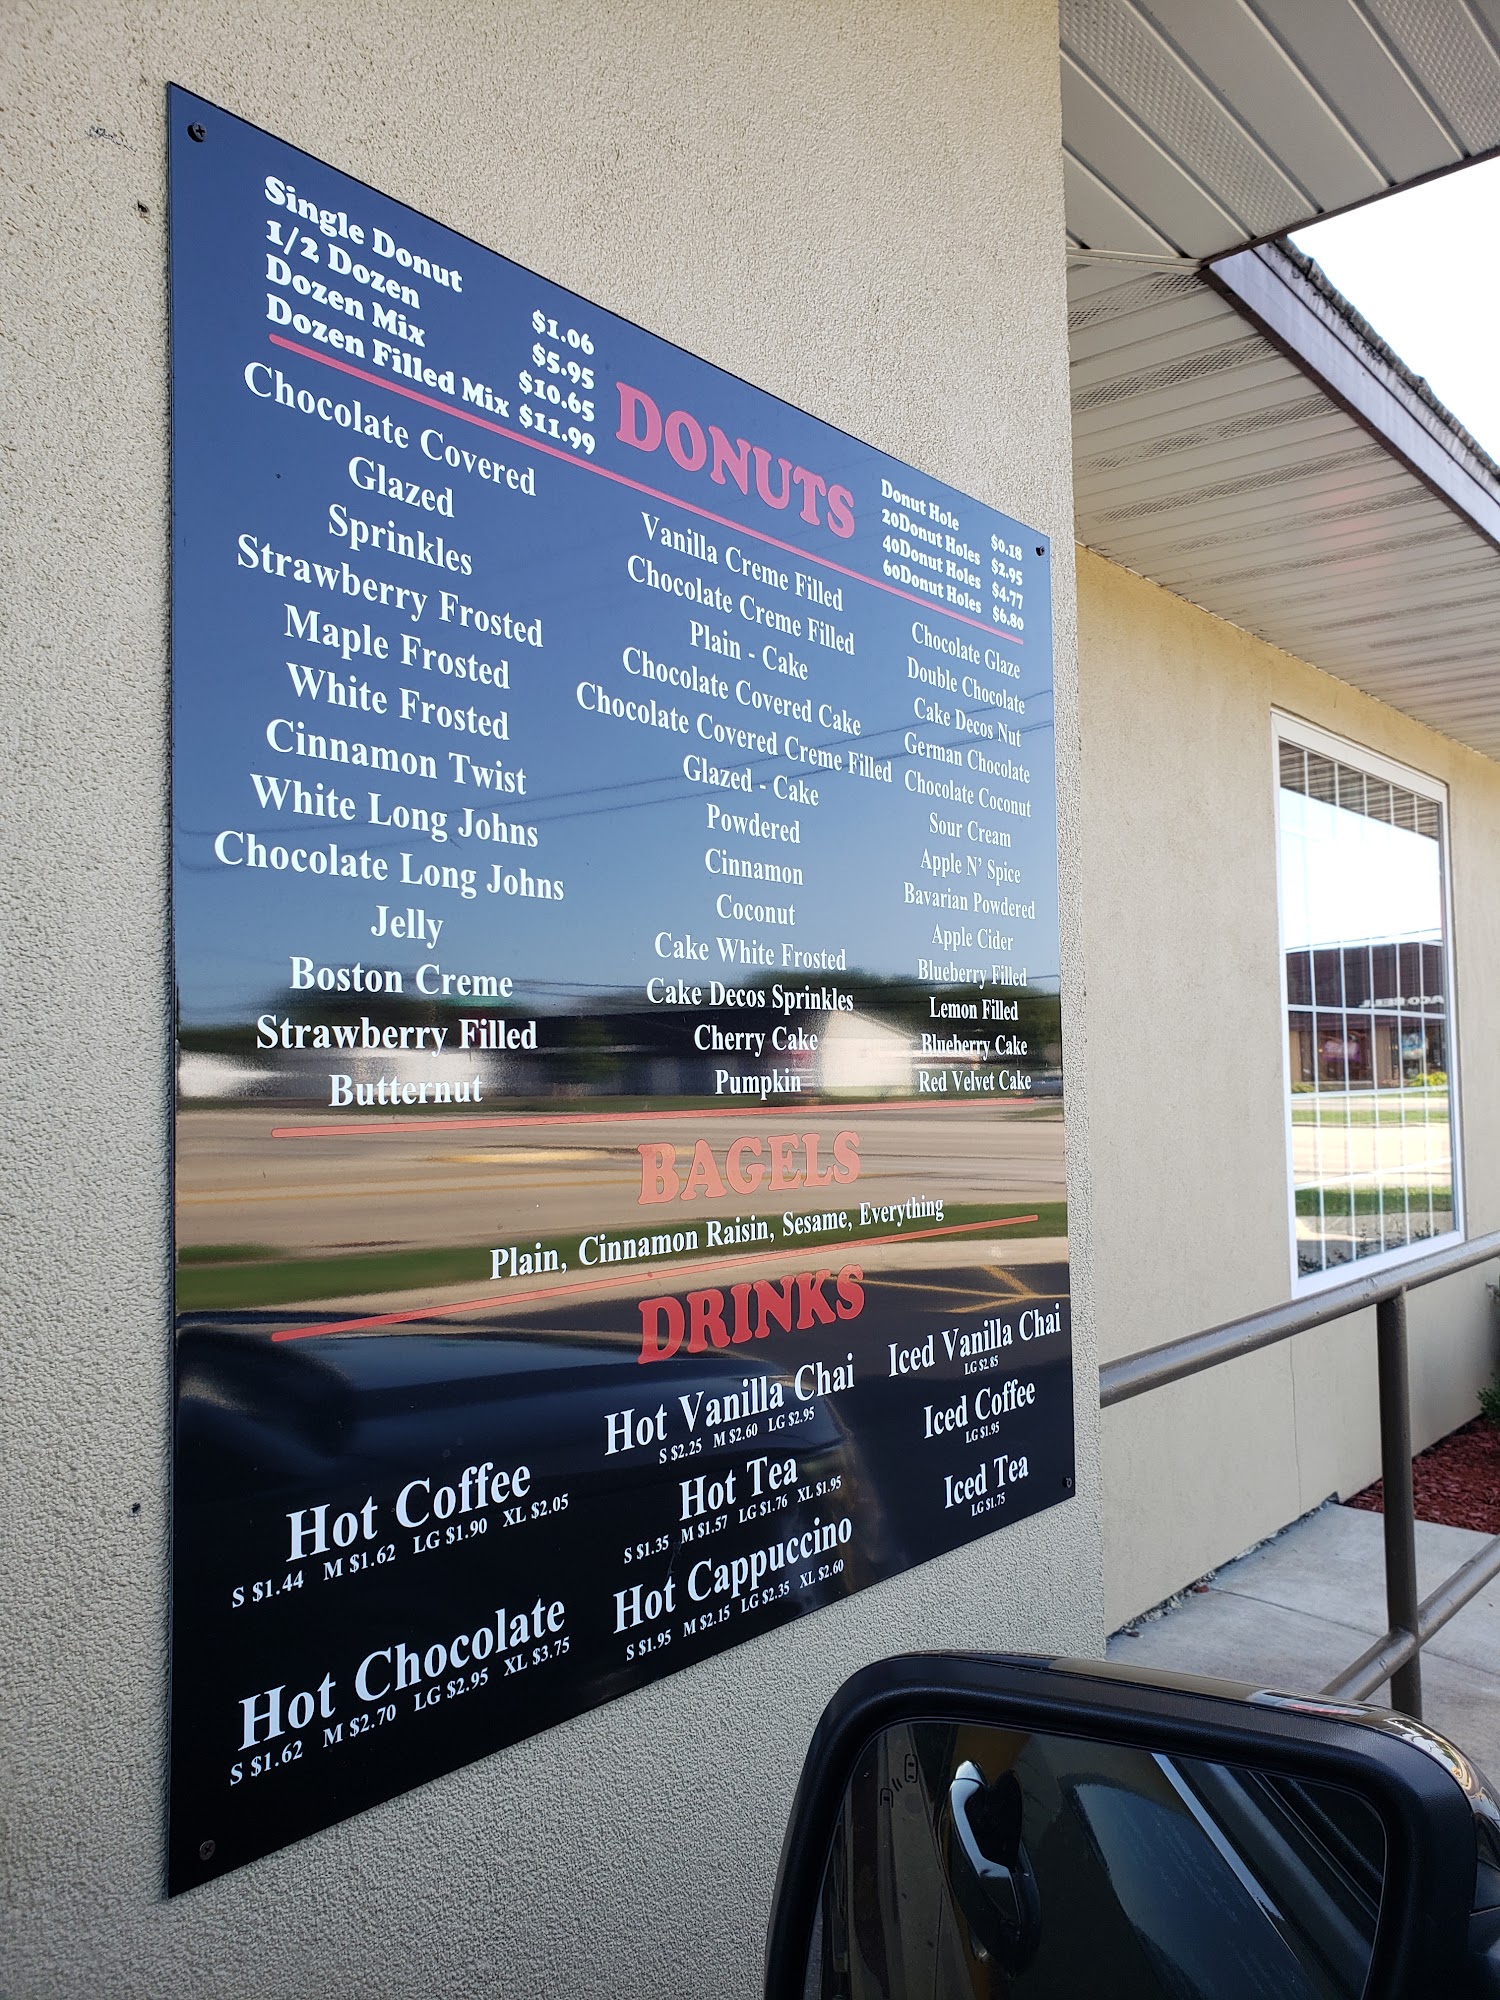 Single Donut $1.06
1/2 Dozen $5.95
Dozen Mix $10.65
Dozen Filled Mix $11.99
DONUTS
Donut Hole $0.18
20Donut Holes $2.95
40Donut Holes $4.77
60Donut Holes $6.80
Chocolate Covered
Glazed
Sprinkles
Strawberry Frosted
Maple Frosted
White Frosted
Cinnamon Twist
White Long Johns
Chocolate Long Johns
Jelly
Boston Creme
Strawberry Filled
Butternut
Vanilla Creme Filled
Chocolate Creme Filled
Plain - Cake
Chocolate Covered Cake
Chocolate Covered Creme Filled
Glazed - Cake
Powdered
Cinnamon
Coconut
Cake White Frosted
Cake Decos Sprinkles
Cherry Cake
Pumpkin
Chocolate Glaze
Double Chocolate
Cake Decos Nut
German Chocolate
Chocolate Coconut
Sour Cream
Apple N' Spice
Bavarian Powdered
Apple Cider
Blueberry Filled
Lemon Filled
Blueberry Cake
Red Velvet Cake
BAGELS
Plain, Cinnamon Raisin, Sesame, Everything
DRINKS
Hot Coffee
S $1.44 M $1.62 LG $1.90 XL $2.05
Hot Chocolate
S $1.62 M $2.70 LG $2.95 XL $3.75
Hot Vanilla Chai
S $2.25 M $2.60 LG $2.95
Hot Tea
S $1.35 M $1.57 LG $1.76 XL $1.95
Hot Cappuccino
S $1.95 M $2.15 LG $2.35 XL $2.60
Iced Vanilla Chai
LG $2.85
Iced Coffee
LG $1.95
Iced Tea
LG $1.75